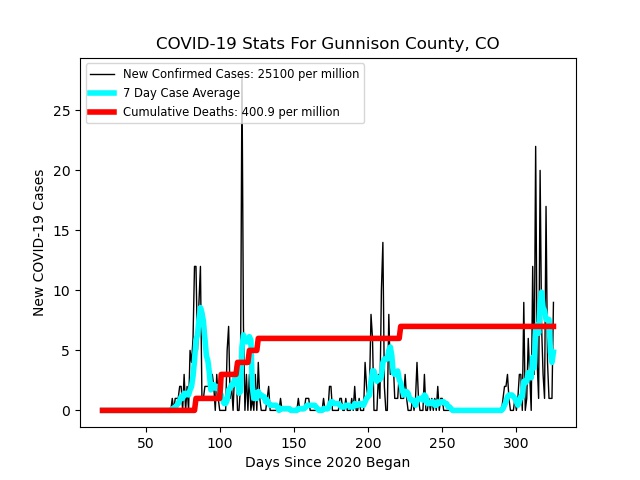 COVID-19 Stats For Gunnison County, CO
New Confirmed Cases: 25100 per million
7 Day Case Average
Cumulative Deaths: 400.9 per million
New COVID-19 Cases
25
20
15
10
5
0
50 100 150 200 250 300
Days Since 2020 Began